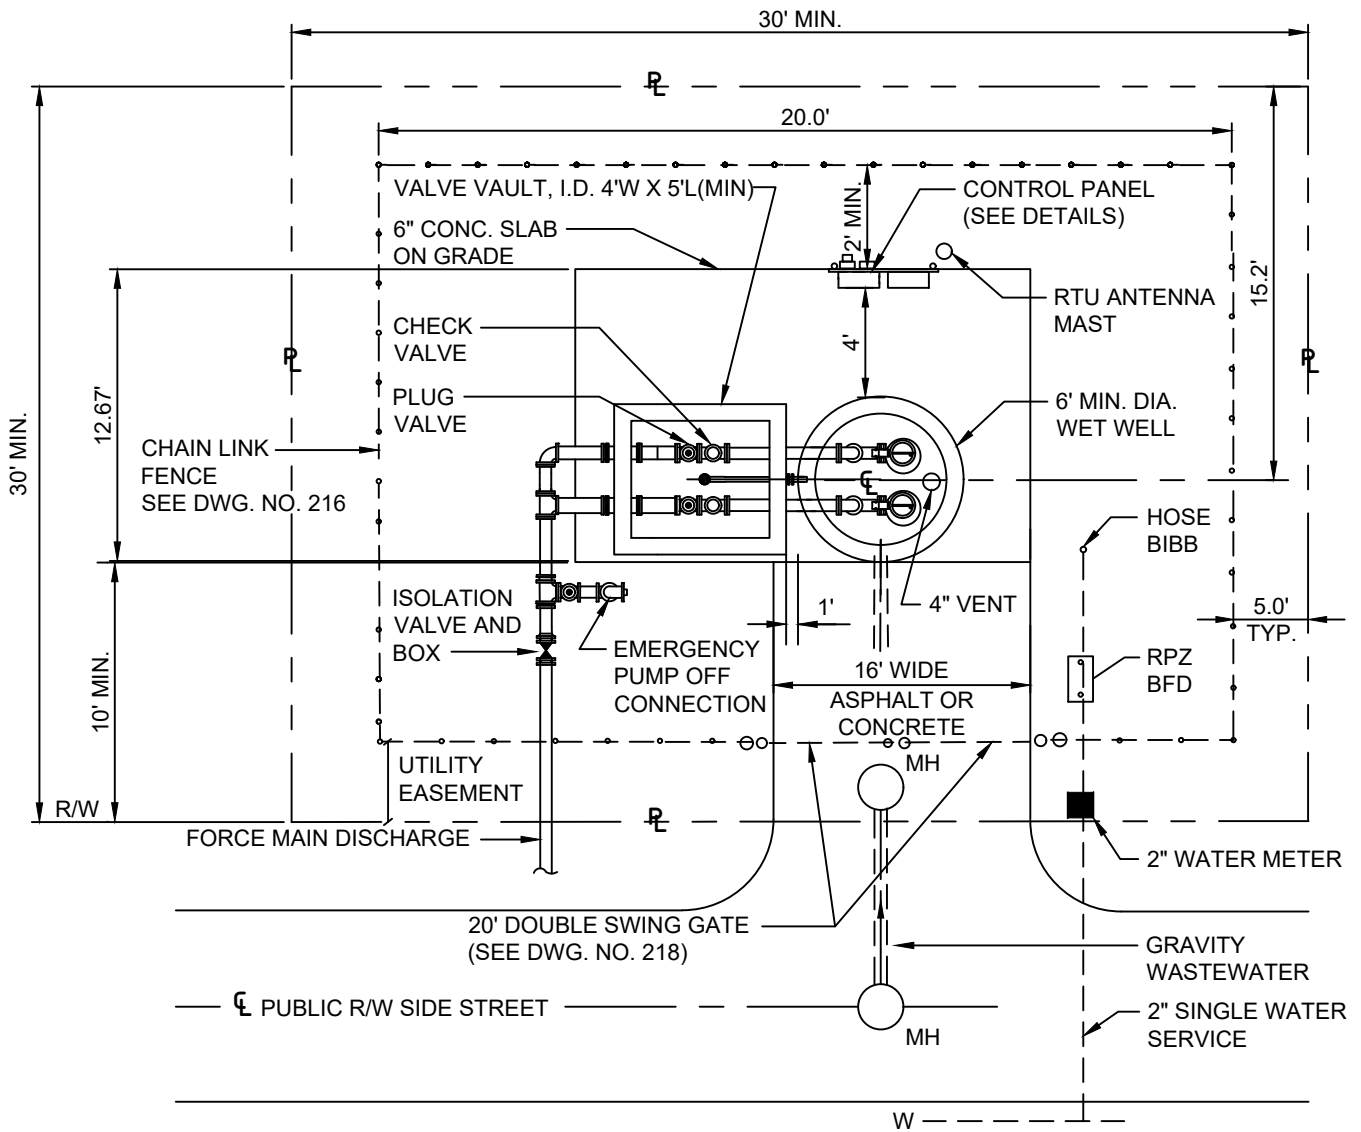 30' MIN.
PL
20.0'
VALVE VAULT, I.D. 4'W X 5'L(MIN)
2' MIN.
CONTROL PANEL
(SEE DETAILS)
6" CONC. SLAB
ON GRADE
15.2'
RTU ANTENNA
MAST
CHECK
VALVE
4'
PL
PL
12.67'
30' MIN.
PLUG
VALVE
6' MIN. DIA.
WET WELL
CHAIN LINK
FENCE
SEE DWG. NO. 216
CL
HOSE
BIBB
ISOLATION
VALVE AND
BOX
1'
4" VENT
5.0'
TYP.
EMERGENCY
PUMP OFF
CONNECTION
16' WIDE
ASPHALT OR
CONCRETE
RPZ
BFD
10' MIN.
UTILITY
EASEMENT
MH
R/W
PL
FORCE MAIN DISCHARGE
2" WATER METER
20' DOUBLE SWING GATE
(SEE DWG. NO. 218)
GRAVITY
WASTEWATER
CL PUBLIC R/W SIDE STREET
MH
2" SINGLE WATER
SERVICE
W